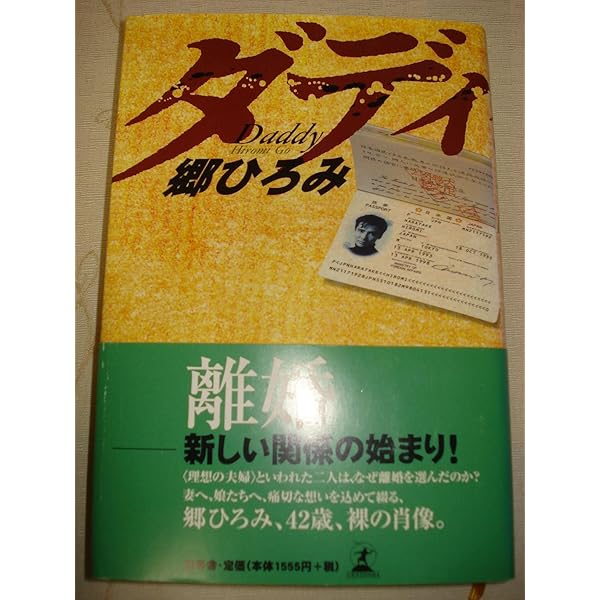 ダディ
Daddy
Hiromi Go
郷ひろみ
PASSPORT
JAPAN
離婚
新しい関係の始まり!
〈理想の夫婦〉といわれた二人は、なぜ離婚を選んだのか?
妻へ、娘たちへ、痛切な想いを込めて綴る、
郷ひろみ、42歳、裸の肖像。
定価(本体1555円+税)